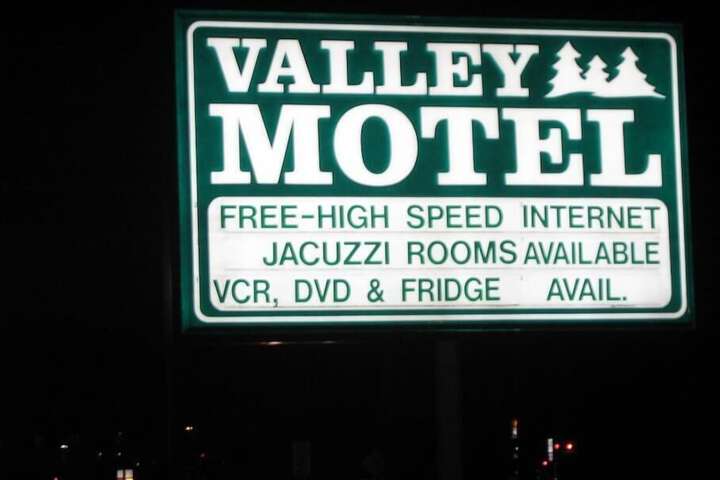 VALLEY
MOTEL
FREE-HIGH SPEED INTERNET
JACUZZI ROOMS AVAILABLE
VCR, DVD & FRIDGE AVAIL.